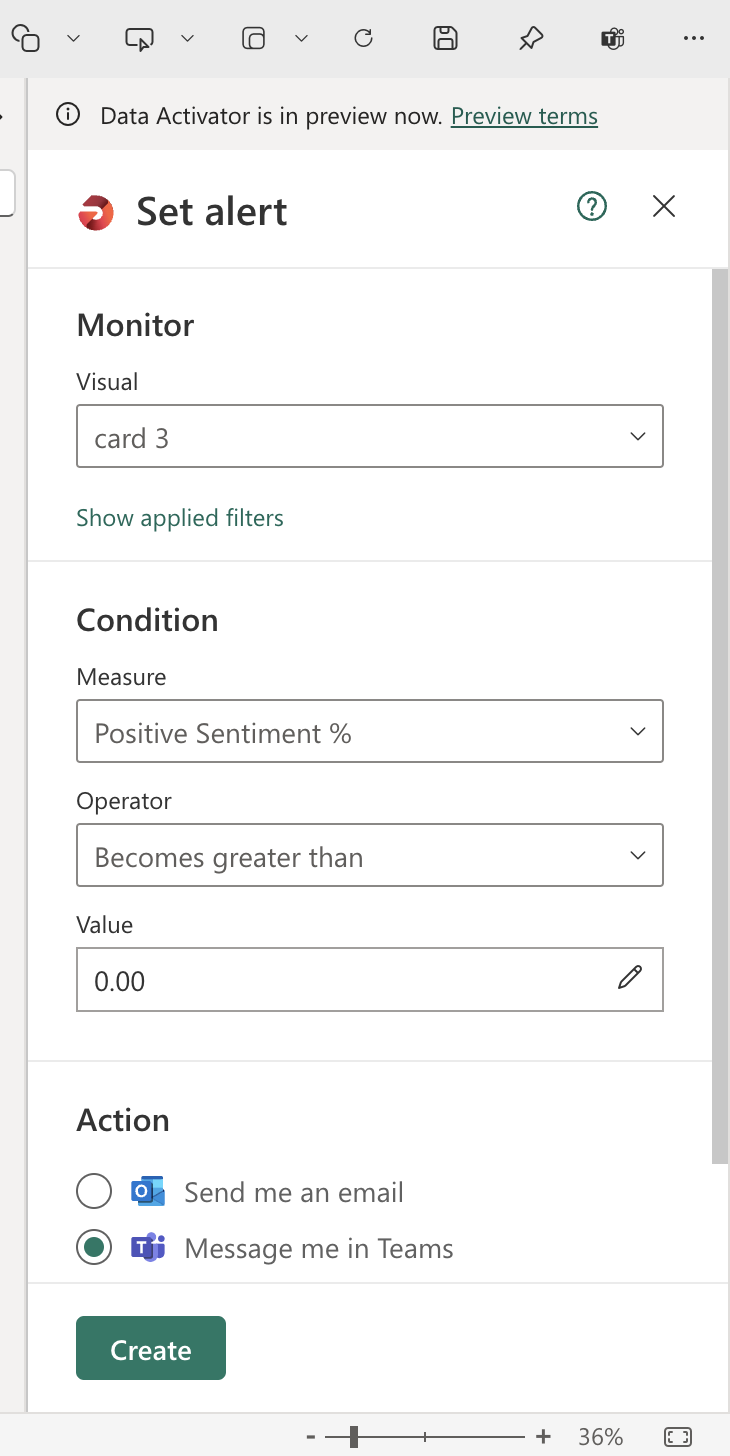 Data Activator is in preview now. Preview terms
Set alert
Monitor
Visual
card 3
Show applied filters
Condition
Measure
Positive Sentiment %
Operator
Becomes greater than
Value
0.00
Action
Send me an email
Message me in Teams
Create
- + 36%